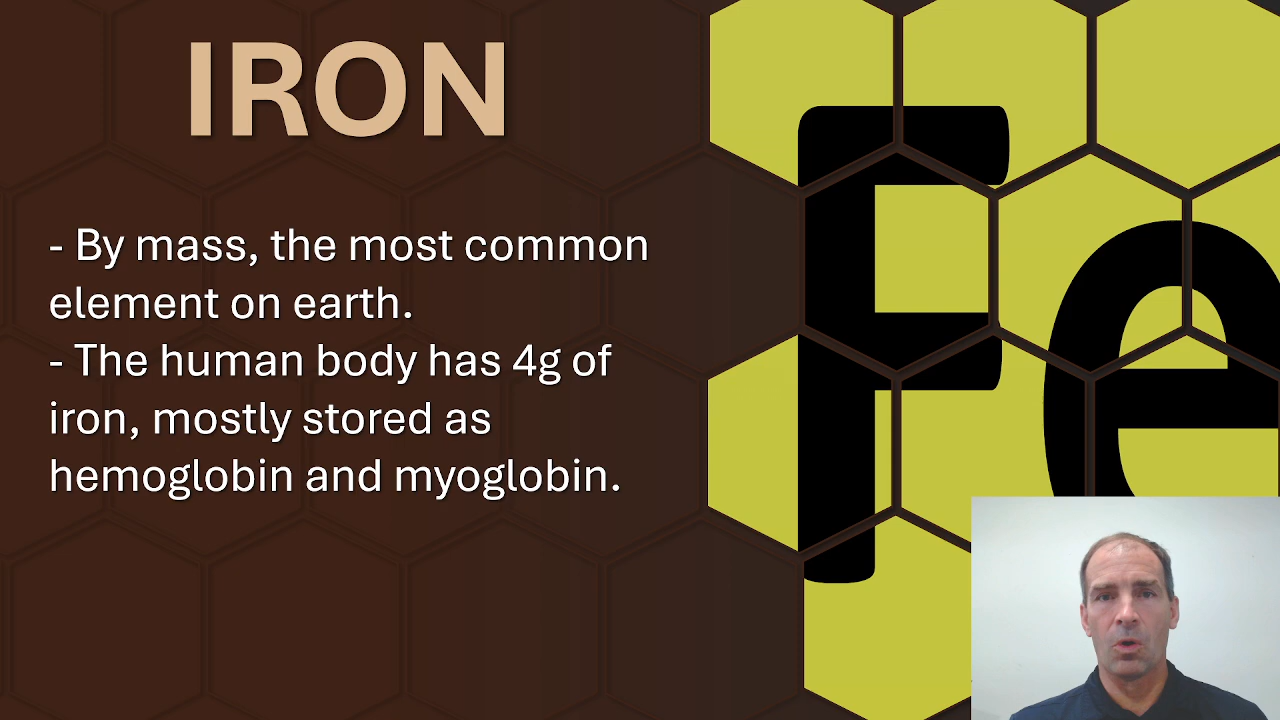 IRON
- By mass, the most common
element on earth.
- The human body has 4g of
iron, mostly stored as
hemoglobin and myoglobin.
Fe